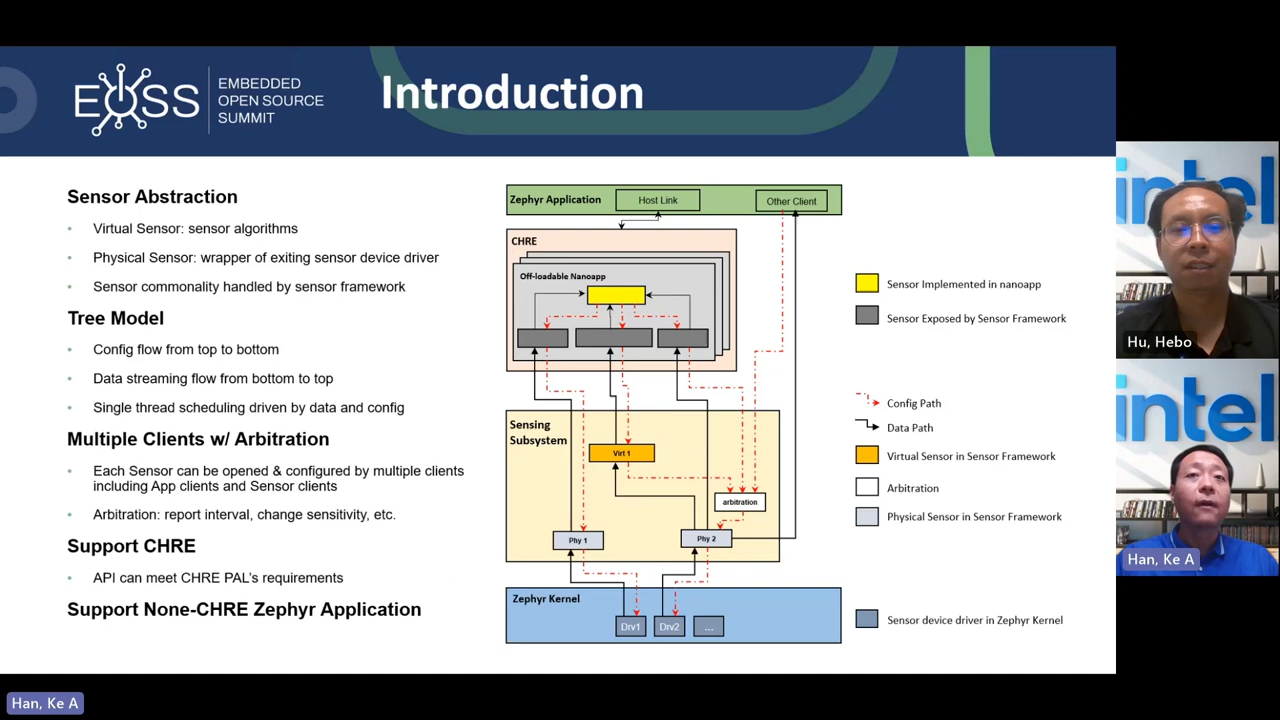 EOSS
EMBEDDED
OPEN SOURCE
SUMMIT
Introduction
Sensor Abstraction
• Virtual Sensor: sensor algorithms
• Physical Sensor: wrapper of exiting sensor device driver
• Sensor commonality handled by sensor framework
Tree Model
• Config flow from top to bottom
• Data streaming flow from bottom to top
• Single thread scheduling driven by data and config
Multiple Clients w/ Arbitration
• Each Sensor can be opened & configured by multiple clients
including App clients and Sensor clients
• Arbitration: report interval, change sensitivity, etc.
Support CHRE
• API can meet CHRE PAL's requirements
Support None-CHRE Zephyr Application
Zephyr Application
Host Link
Other Client
CHRE
Off-loadable Nanoapp
Sensing
Subsystem
Virt 1
arbitration
Phy 1
Phy 2
Zephyr Kernel
Drv1
Drv2
...
Sensor Implemented in nanoapp
Sensor Exposed by Sensor Framework
Config Path
Data Path
Virtual Sensor in Sensor Framework
Arbitration
Physical Sensor in Sensor Framework
Sensor device driver in Zephyr Kernel
intel
Hu, Hebo
intel
Han, Ke A
Han, Ke A